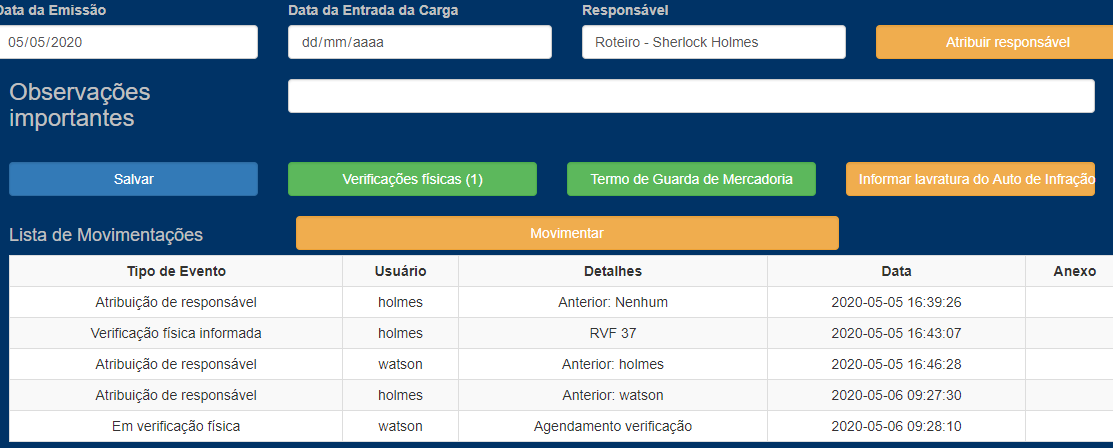 Data da Emissão Data da Entrada da Carga Responsável
05/05/2020 dd/mm/aaaa Roteiro - Sherlock Holmes Atribuir responsável
Observações
importantes
Salvar Verificações físicas (1) Termo de Guarda de Mercadoria Informar lavratura do Auto de Infração
Lista de Movimentações Movimentar
Tipo de Evento Usuário Detalhes Data Anexo
Atribuição de responsável holmes Anterior: Nenhum 2020-05-05 16:39:26
Verificação física informada holmes RVF 37 2020-05-05 16:43:07
Atribuição de responsável watson Anterior: holmes 2020-05-05 16:46:28
Atribuição de responsável holmes Anterior: watson 2020-05-06 09:27:30
Em verificação física watson Agendamento verificação 2020-05-06 09:28:10